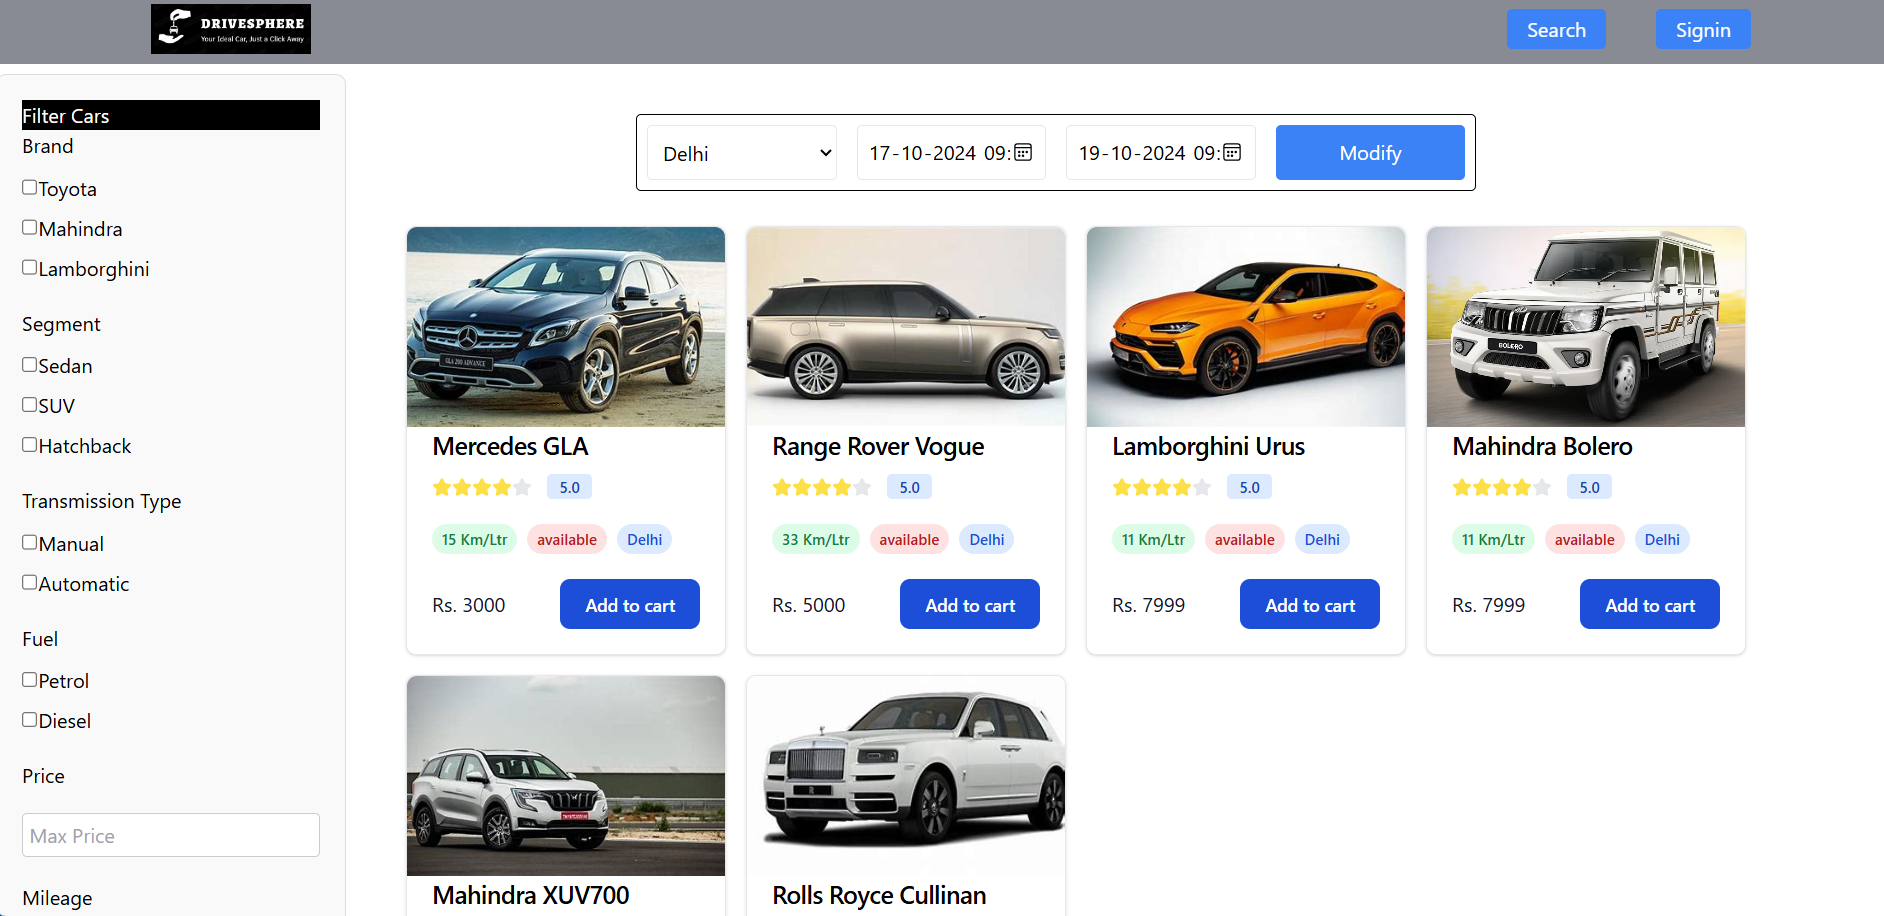 DRIVESPHERE
Your Ideal Car, Just a Click Away
Search
Signin
Filter Cars
Brand
Toyota
Mahindra
Lamborghini
Segment
Sedan
SUV
Hatchback
Transmission Type
Manual
Automatic
Fuel
Petrol
Diesel
Price
Max Price
Mileage
Delhi
17-10-2024 09:
19-10-2024 09:
Modify
GLA 200 ADVANCE
Mercedes GLA
5.0
15 Km/Ltr available Delhi
Rs. 3000
Add to cart
Range Rover Vogue
5.0
33 Km/Ltr available Delhi
Rs. 5000
Add to cart
Lamborghini Urus
5.0
11 Km/Ltr available Delhi
Rs. 7999
Add to cart
BOLERO
Mahindra Bolero
5.0
11 Km/Ltr available Delhi
Rs. 7999
Add to cart
Mahindra XUV700
Rolls Royce Cullinan